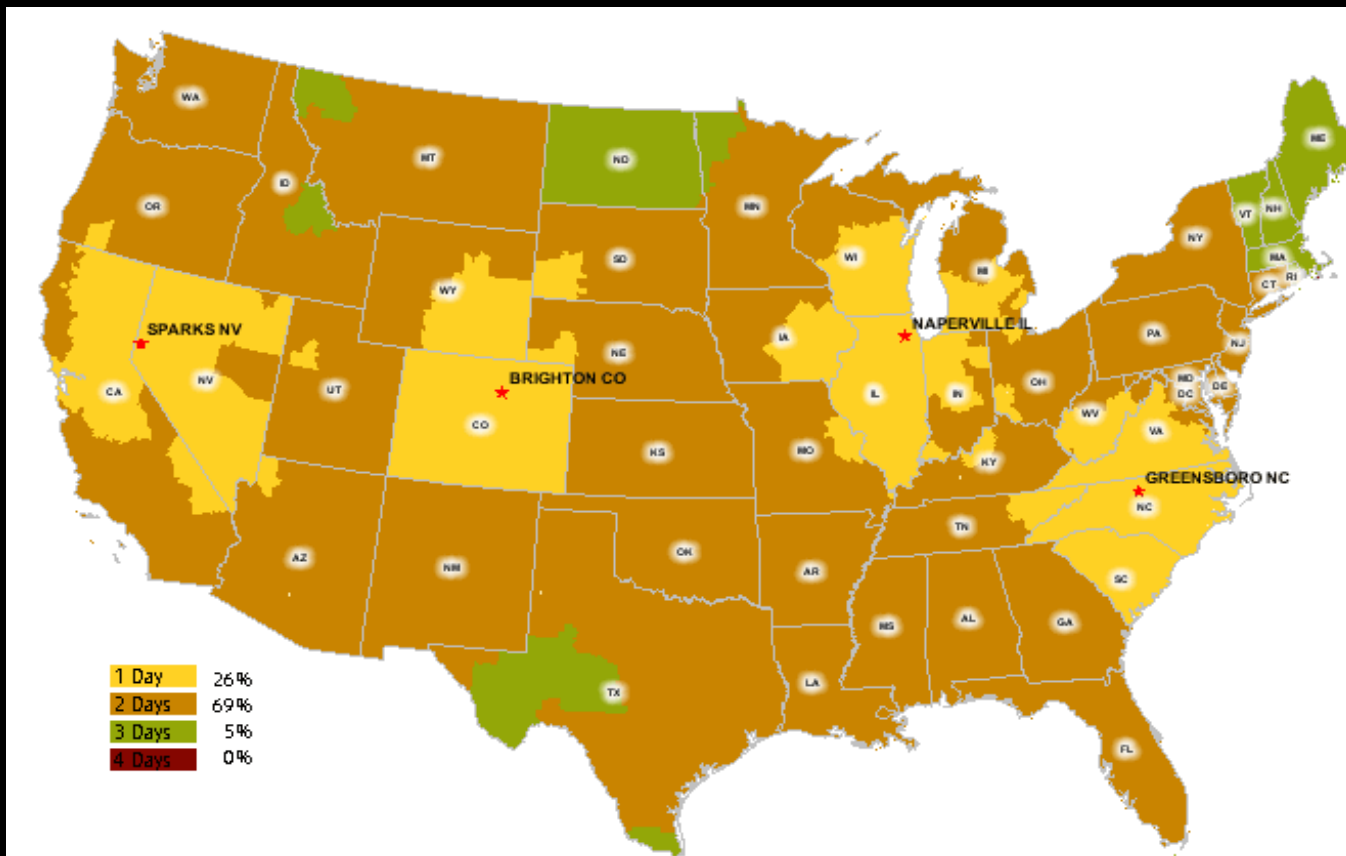 WA
MT
ND
ME
OR
ID
MN
VT
NH
NY
WI
SD
MI
MA
WY
CT
RI
SPARKS NV
NAPERVILLE IL.
IA
PA
NE
NJ
BRIGHTON CO
NV
UT
CA
IL
IN
OH
MD
DC
DE
WV
CO
VA
KS
MO
KY
GREENSBORO NC
NC
TN
AZ
NM
OK
AR
SC
MS
AL
GA
LA
TX
FL
1 Day 26%
2 Days 69%
3 Days 5%
4 Days 0%